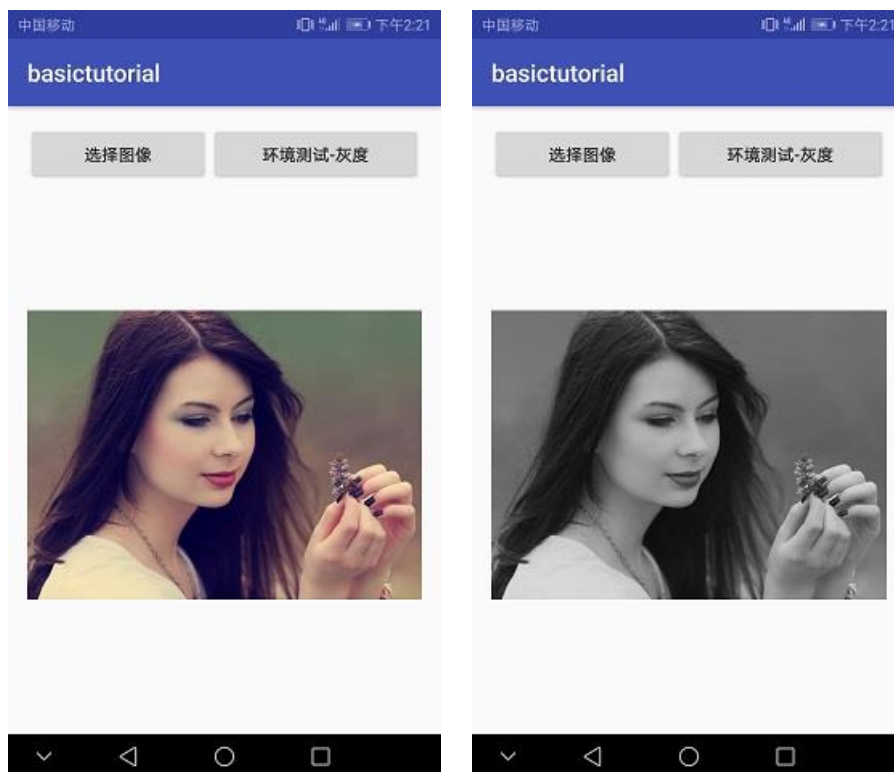 中国移动 下午2:21
basictutorial
选择图像 环境测试-灰度
中国移动 下午2:21
basictutorial
选择图像 环境测试-灰度